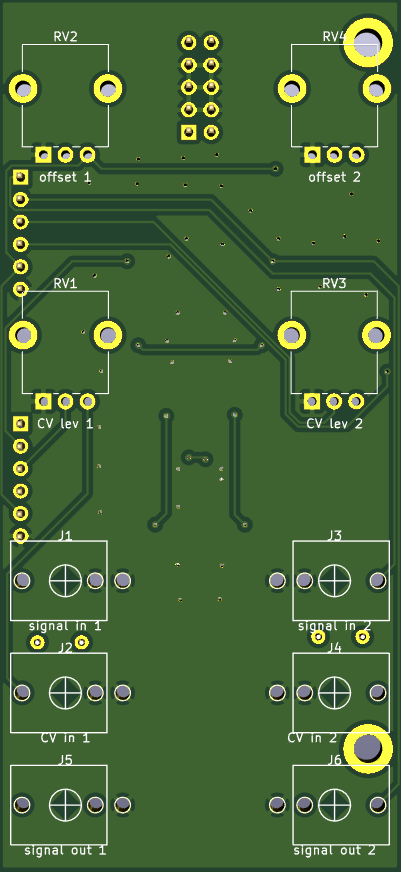 RV2
RV4
offset 1
offset 2
RV1
RV3
CV lev 1
CV lev 2
J1
J3
signal in 1
signal in 2
J2
J4
CV in 1
CV in 2
J5
J6
signal out 1
signal out 2